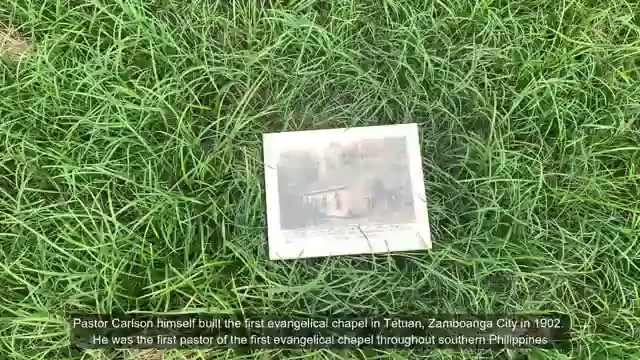 Pastor Carlson himself built the first evangelical chapel in Tetuan, Zamboanga City in 1902.
He was the first pastor of the first evangelical chapel throughout southern Philippines